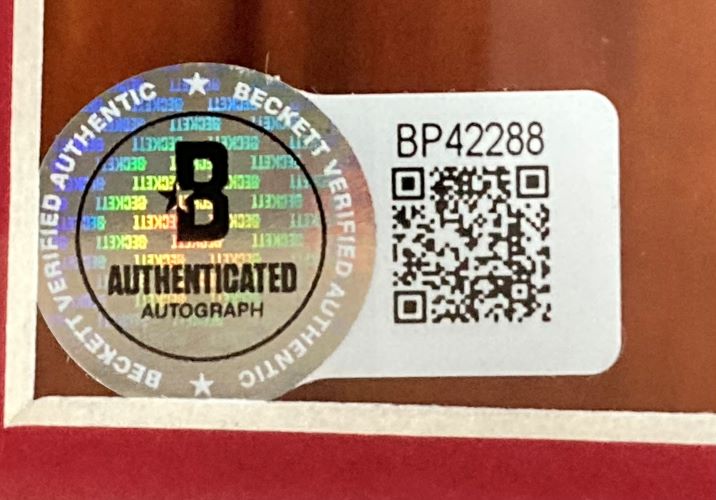 BECKETT VERIFIED AUTHENTIC ★ BECKETT VERIFIED AUTHENTIC ★
B
AUTHENTICATED
AUTOGRAPH
BP42288